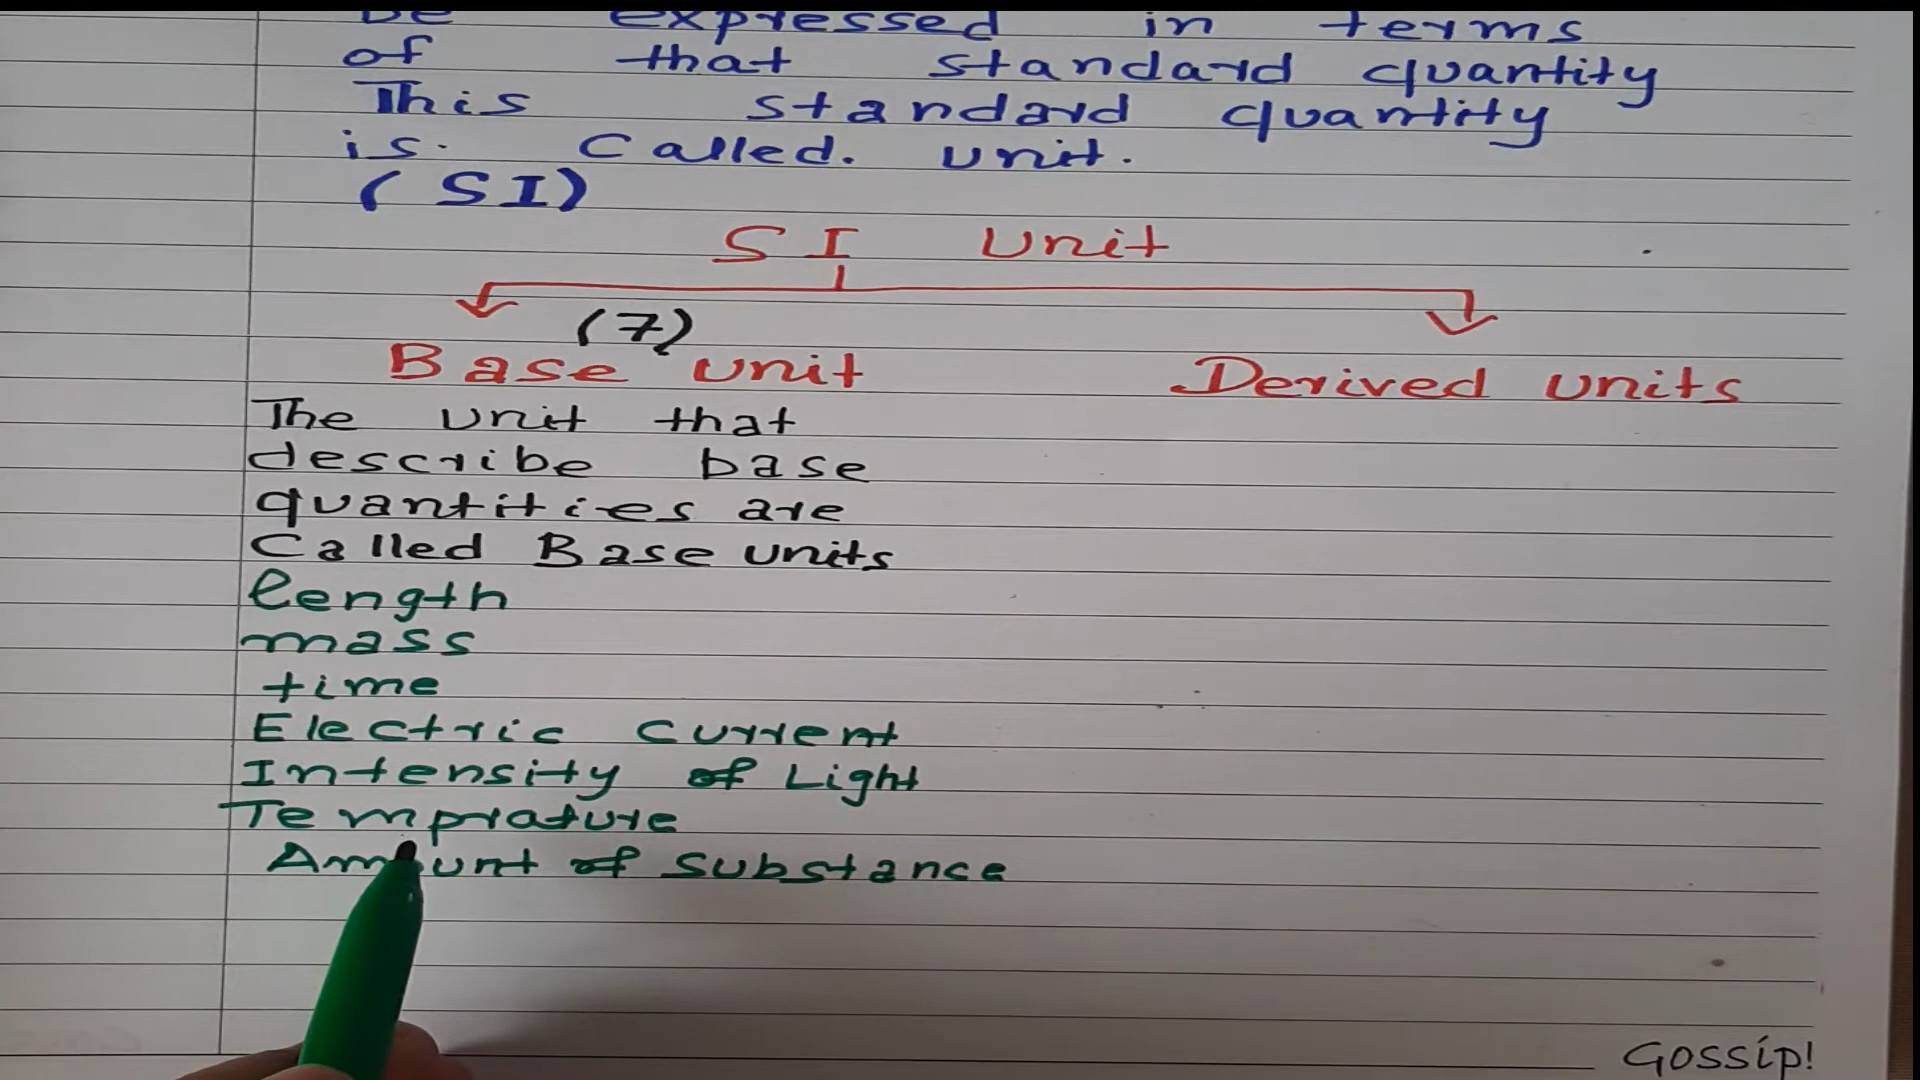 be expressed in terms
of that standard quantity
This standard quantity
is. Called. unit.
(SI)
SI Unit
(7)
Base unit Derived units
The unit that
describe base
quantities are
Called Base units
length
mass
time
Electric Current
Intensity of Light
Temprature
Amount of Substance
Gossip!